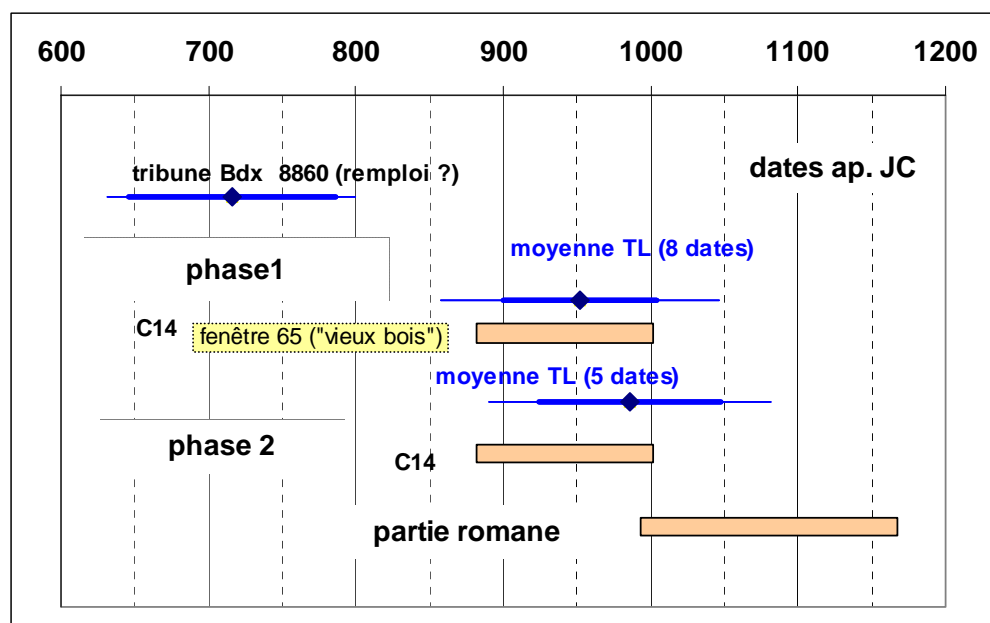 600 700 800 900 1000 1100 1200
dates ap. JC
tribune Bdx 8860 (remploi ?)
moyenne TL (8 dates)
phase1
C14
fenêtre 65 ("vieux bois")
moyenne TL (5 dates)
phase 2
C14
partie romane